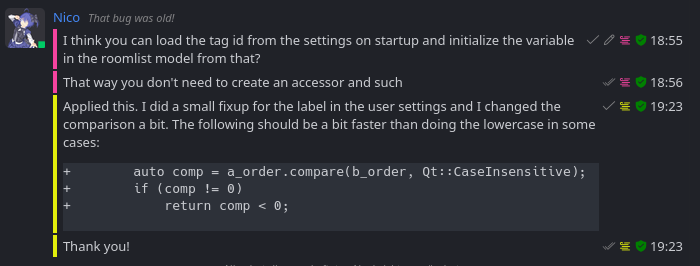 Nico That bug was old!
I think you can load the tag id from the settings on startup and initialize the variable 18:55
in the roomlist model from that?
That way you don't need to create an accessor and such 18:56
Applied this. I did a small fixup for the label in the user settings and I changed the 19:23
comparison a bit. The following should be a bit faster than doing the lowercase in some
cases:
+        auto comp = a_order.compare(b_order, Qt::CaseInsensitive);
+        if (comp != 0)
+            return comp < 0;
Thank you! 19:23